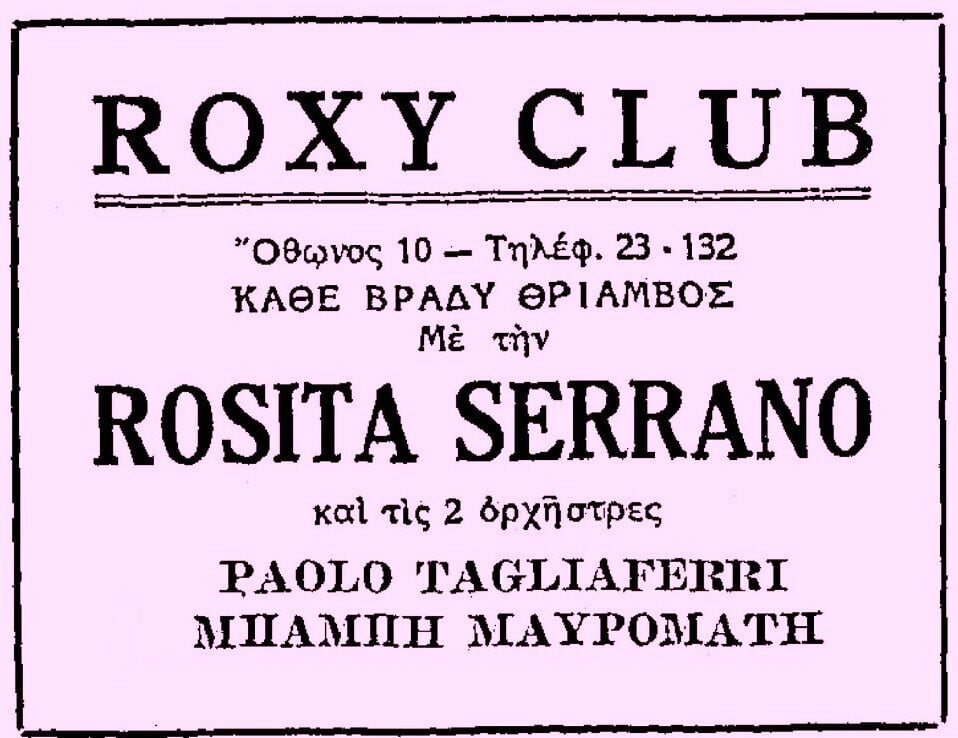 ROXY CLUB
Ὄθωνος 10 — Τηλέφ. 23 - 132
ΚΑΘΕ ΒΡΑΔΥ ΘΡΙΑΜΒΟΣ
Μὲ τὴν
ROSITA SERRANO
καὶ τὶς 2 ὀρχῆστρες
PAOLO TAGLIAFERRI
ΜΠΑΜΠΗ ΜΑΥΡΟΜΑΤΗ